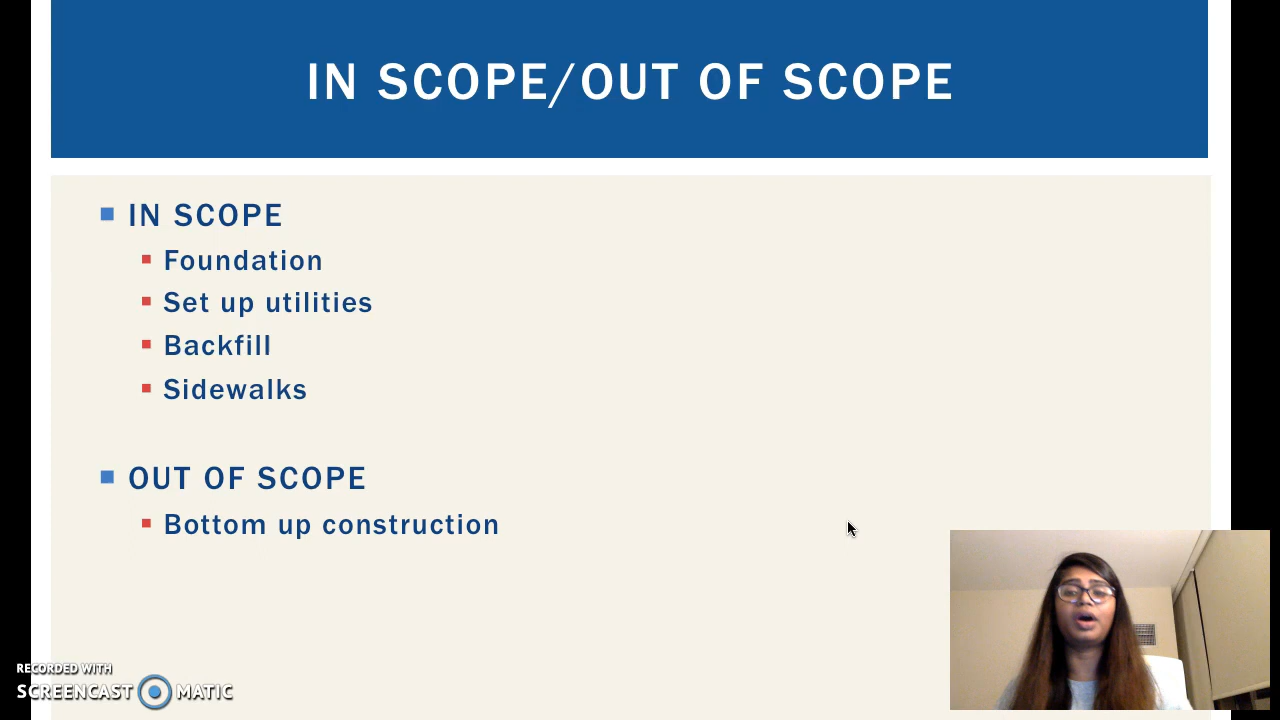 IN SCOPE/OUT OF SCOPE
IN SCOPE
Foundation
Set up utilities
Backfill
Sidewalks
OUT OF SCOPE
Bottom up construction
RECORDED WITH
SCREENCAST MATIC